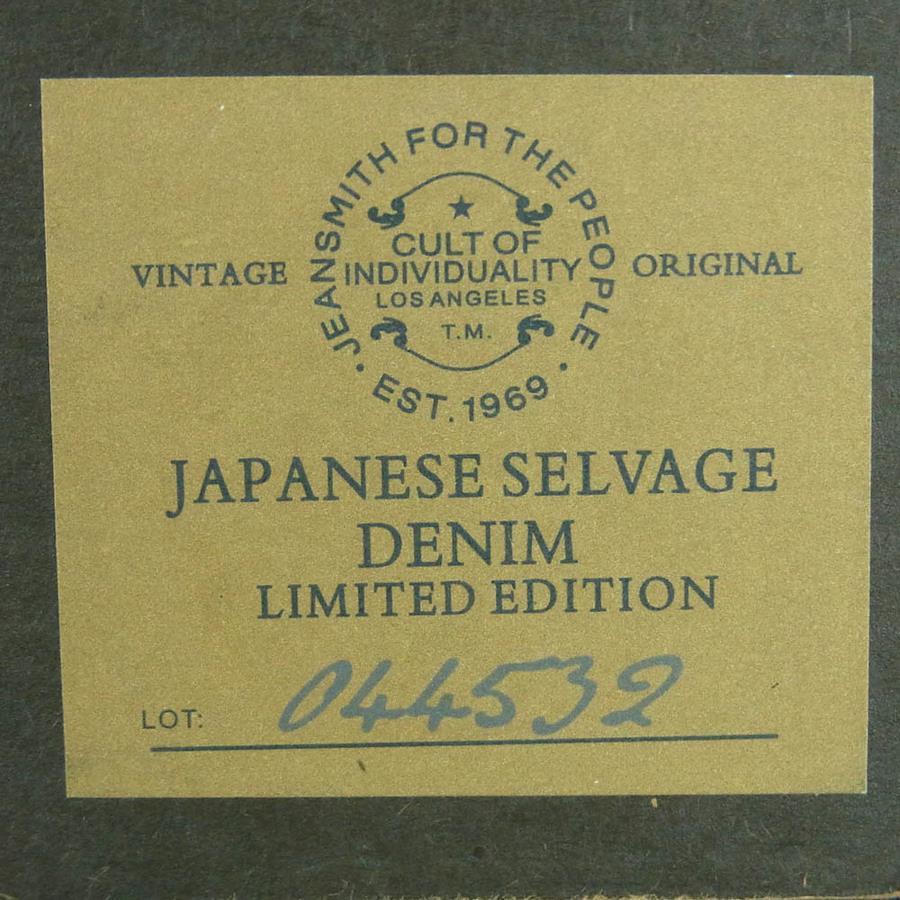 JEANSMITH FOR THE PEOPLE
CULT OF
VINTAGE INDIVIDUALITY ORIGINAL
LOS ANGELES
T.M.
· EST. 1969 ·
JAPANESE SELVAGE
DENIM
LIMITED EDITION
LOT: 044532